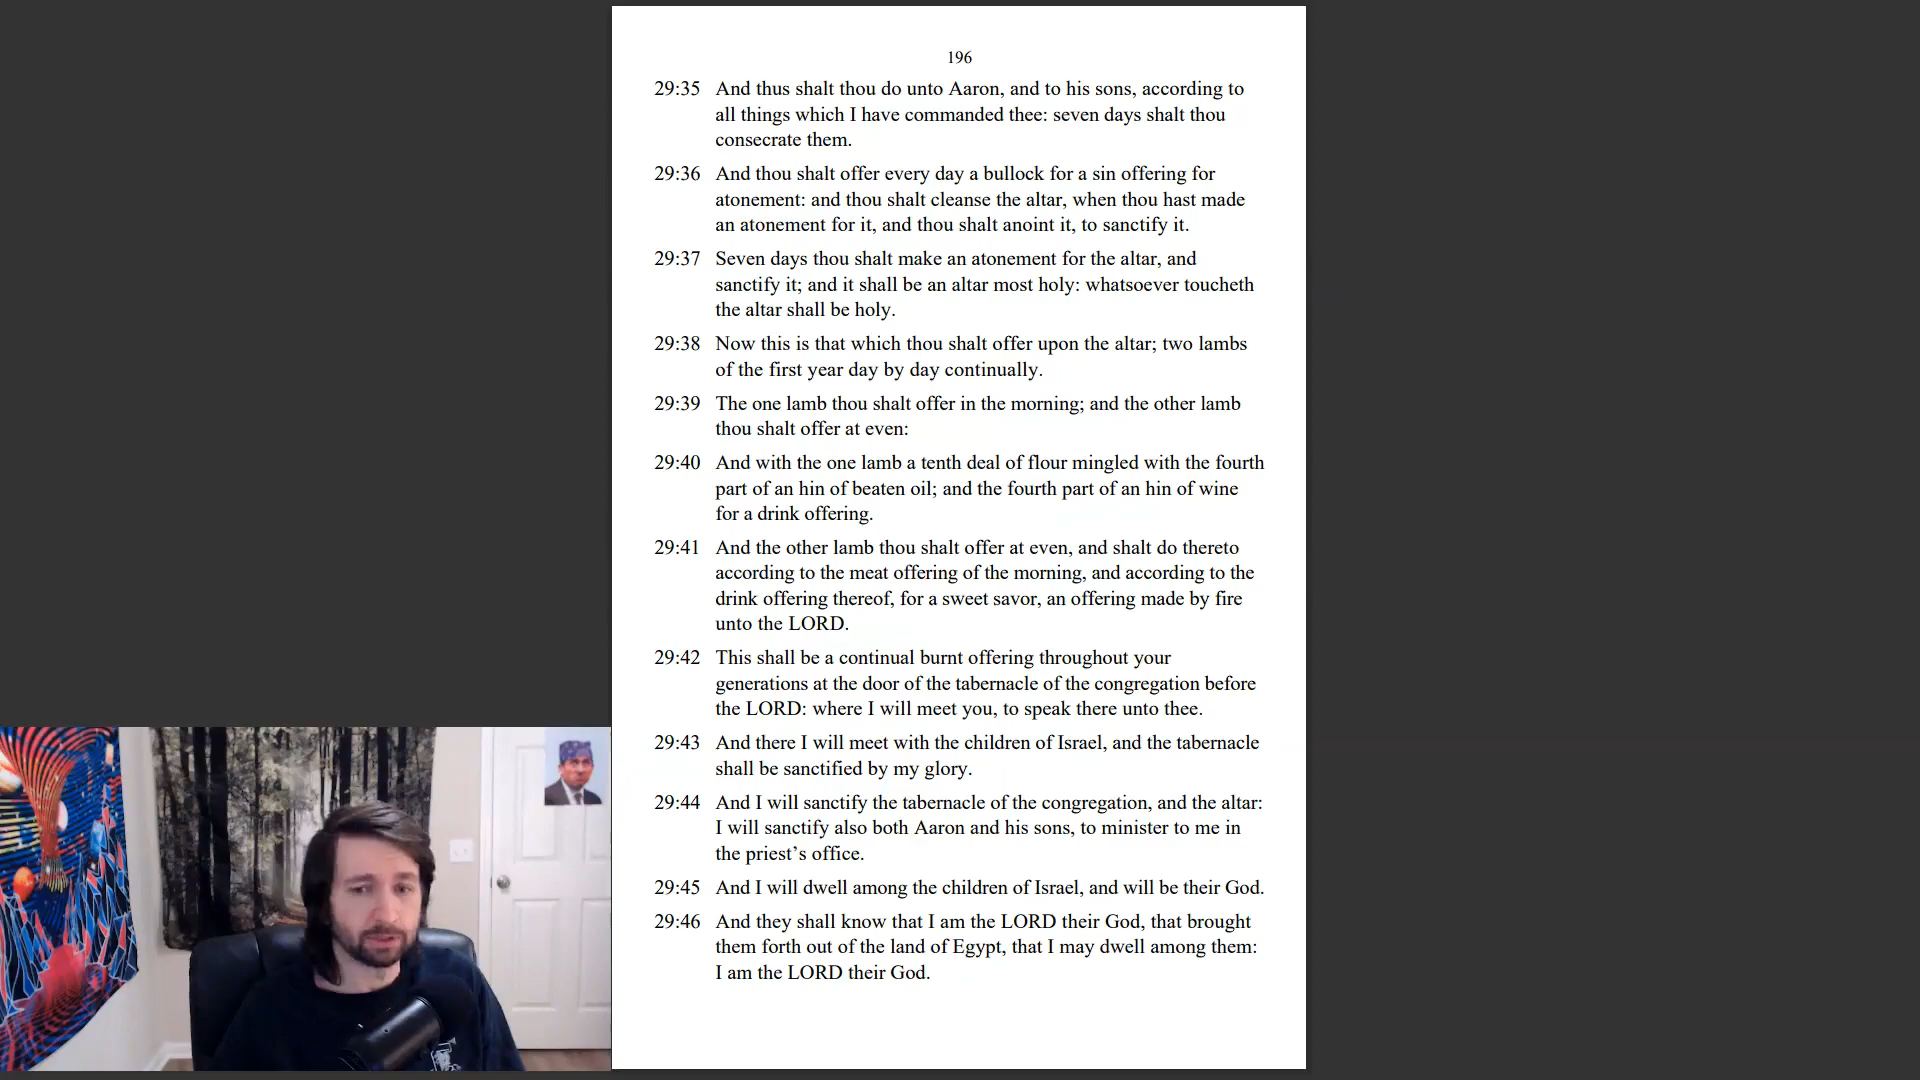 196
29:35 And thus shalt thou do unto Aaron, and to his sons, according to
all things which I have commanded thee: seven days shalt thou
consecrate them.
29:36 And thou shalt offer every day a bullock for a sin offering for
atonement: and thou shalt cleanse the altar, when thou hast made
an atonement for it, and thou shalt anoint it, to sanctify it.
29:37 Seven days thou shalt make an atonement for the altar, and
sanctify it; and it shall be an altar most holy: whatsoever toucheth
the altar shall be holy.
29:38 Now this is that which thou shalt offer upon the altar; two lambs
of the first year day by day continually.
29:39 The one lamb thou shalt offer in the morning; and the other lamb
thou shalt offer at even:
29:40 And with the one lamb a tenth deal of flour mingled with the fourth
part of an hin of beaten oil; and the fourth part of an hin of wine
for a drink offering.
29:41 And the other lamb thou shalt offer at even, and shalt do thereto
according to the meat offering of the morning, and according to the
drink offering thereof, for a sweet savor, an offering made by fire
unto the LORD.
29:42 This shall be a continual burnt offering throughout your
generations at the door of the tabernacle of the congregation before
the LORD: where I will meet you, to speak there unto thee.
29:43 And there I will meet with the children of Israel, and the tabernacle
shall be sanctified by my glory.
29:44 And I will sanctify the tabernacle of the congregation, and the altar:
I will sanctify also both Aaron and his sons, to minister to me in
the priest’s office.
29:45 And I will dwell among the children of Israel, and will be their God.
29:46 And they shall know that I am the LORD their God, that brought
them forth out of the land of Egypt, that I may dwell among them:
I am the LORD their God.